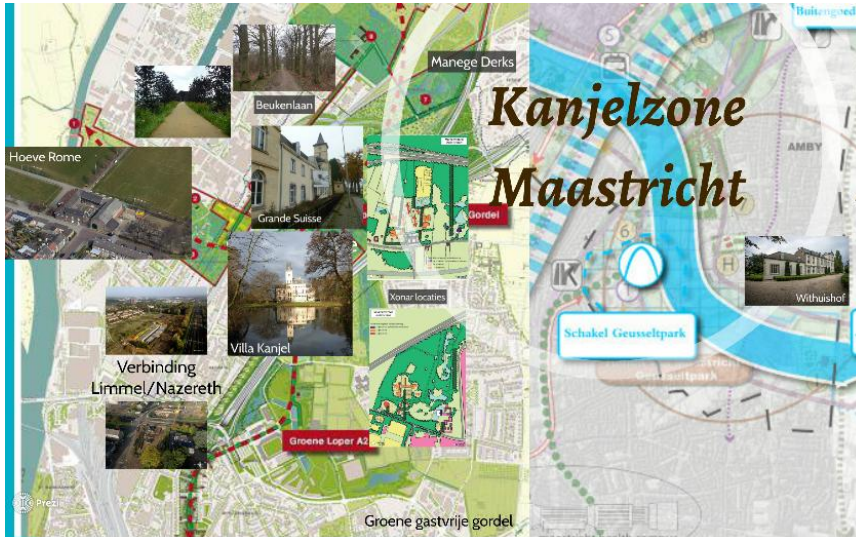 Buitengoed
Manege Derks
Beukenlaan
Kanjelzone
Maastricht
AMBY
Hoeve Rome
Grande Suisse
Gordel
Withuishof
Xonar locaties
Schakel Geusseltpark
Villa Kanjel
Verbinding
Limmel/Nazereth
Groene Loper A2
Prezi
Groene gastvrije gordel